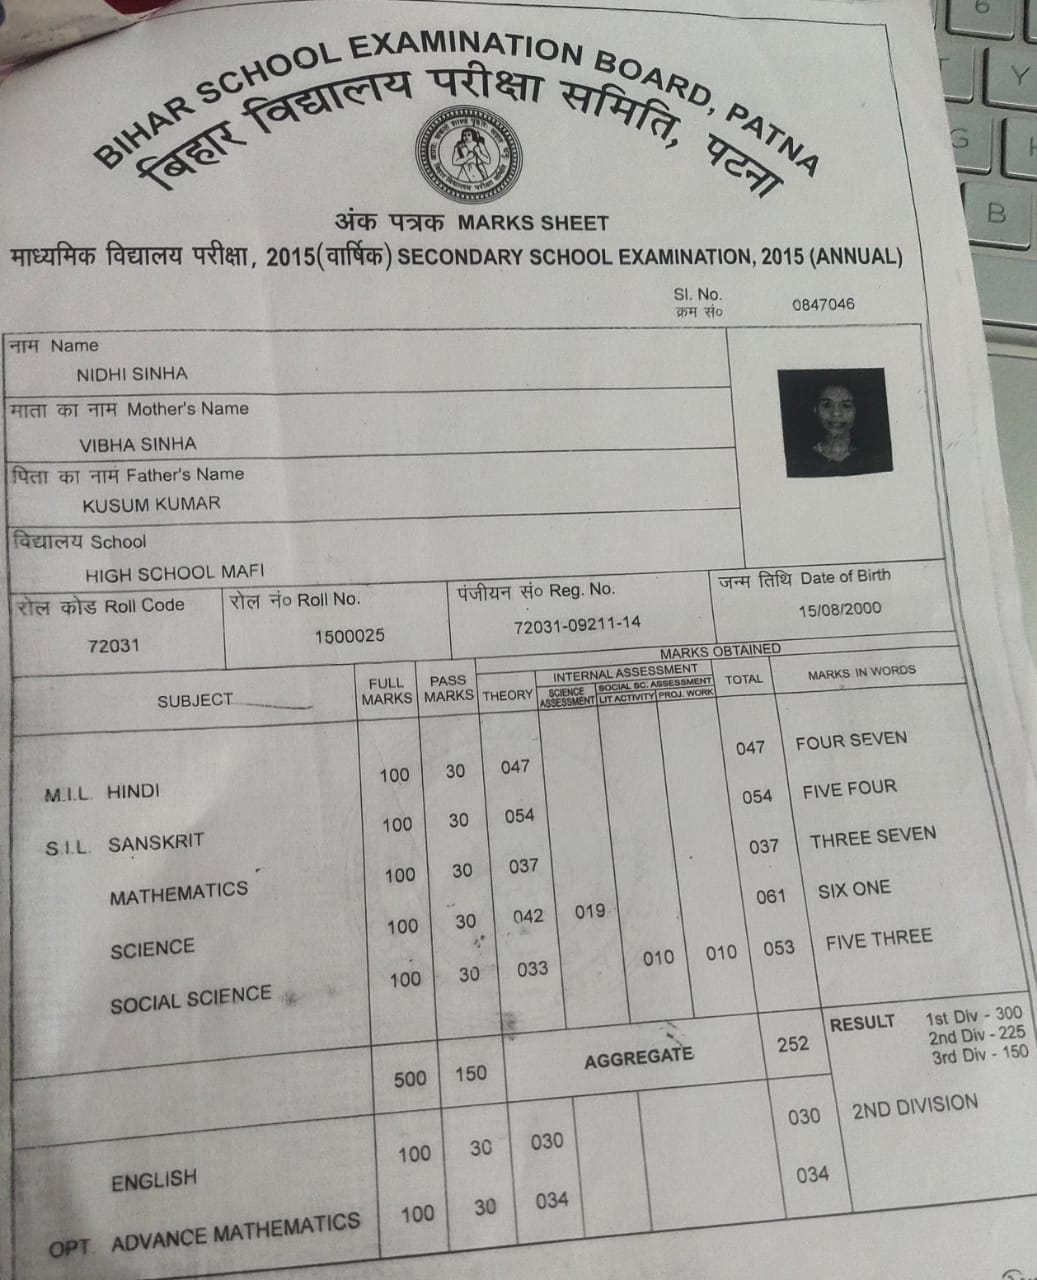 BIHAR SCHOOL EXAMINATION BOARD, PATNA
बिहार विद्यालय परीक्षा समिति, पटना
अंक पत्रक MARKS SHEET
माध्यमिक विद्यालय परीक्षा, 2015(वार्षिक) SECONDARY SCHOOL EXAMINATION, 2015 (ANNUAL)
Sl. No.
क्रम सं० 0847046
नाम Name
NIDHI SINHA
माता का नाम Mother's Name
VIBHA SINHA
पिता का नाम Father's Name
KUSUM KUMAR
विद्यालय School
HIGH SCHOOL MAFI
रोल कोड Roll Code रोल नं० Roll No. पंजीयन सं० Reg. No. जन्म तिथि Date of Birth
72031 1500025 72031-09211-14 15/08/2000
MARKS OBTAINED
SUBJECT FULL MARKS PASS MARKS THEORY INTERNAL ASSESSMENT TOTAL MARKS IN WORDS
SCIENCE ASSESSMENT SOCIAL SC. ASSESSMENT
LIT ACTIVITY PROJ. WORK
M.I.L. HINDI 100 30 047 047 FOUR SEVEN
S.I.L. SANSKRIT 100 30 054 054 FIVE FOUR
MATHEMATICS 100 30 037 037 THREE SEVEN
SCIENCE 100 30 042 019 061 SIX ONE
SOCIAL SCIENCE 100 30 033 010 010 053 FIVE THREE
500 150 AGGREGATE 252 RESULT 1st Div - 300
2nd Div - 225
3rd Div - 150
ENGLISH 100 30 030 030 2ND DIVISION
OPT. ADVANCE MATHEMATICS 100 30 034 034
6
Y
G
B